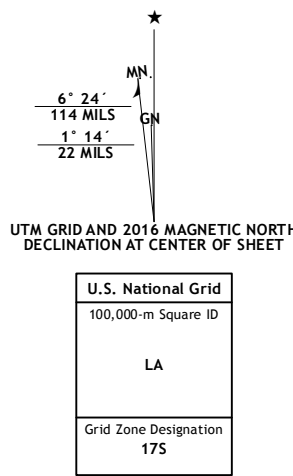 ★
MN.
GN
6° 24´
114 MILS
1° 14´
22 MILS
UTM GRID AND 2016 MAGNETIC NORTH
DECLINATION AT CENTER OF SHEET
U.S. National Grid
100,000-m Square ID
LA
Grid Zone Designation
17S